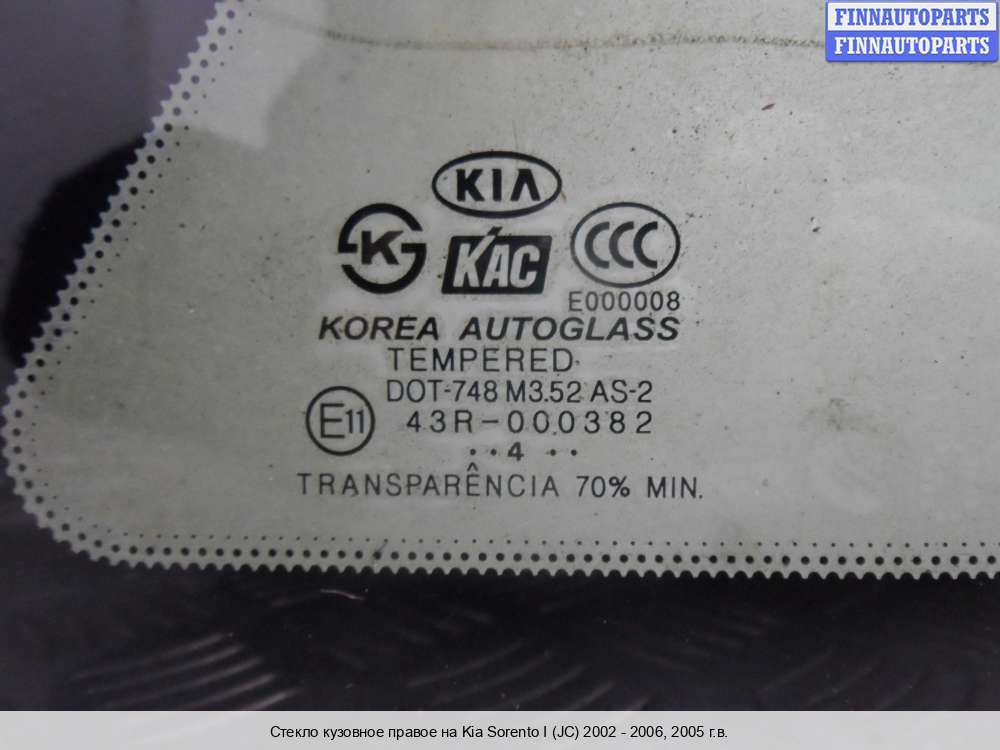 FINNAUTOPARTS
FINNAUTOPARTS
KIA
K KAC CCC
E000008
KOREA AUTOGLASS
TEMPERED
DOT-748 M3.52 AS-2
E11 43R-000382
··4 ··
TRANSPARÊNCIA 70% MIN.
Стекло кузовное правое на Kia Sorento I (JC) 2002 - 2006, 2005 г.в.